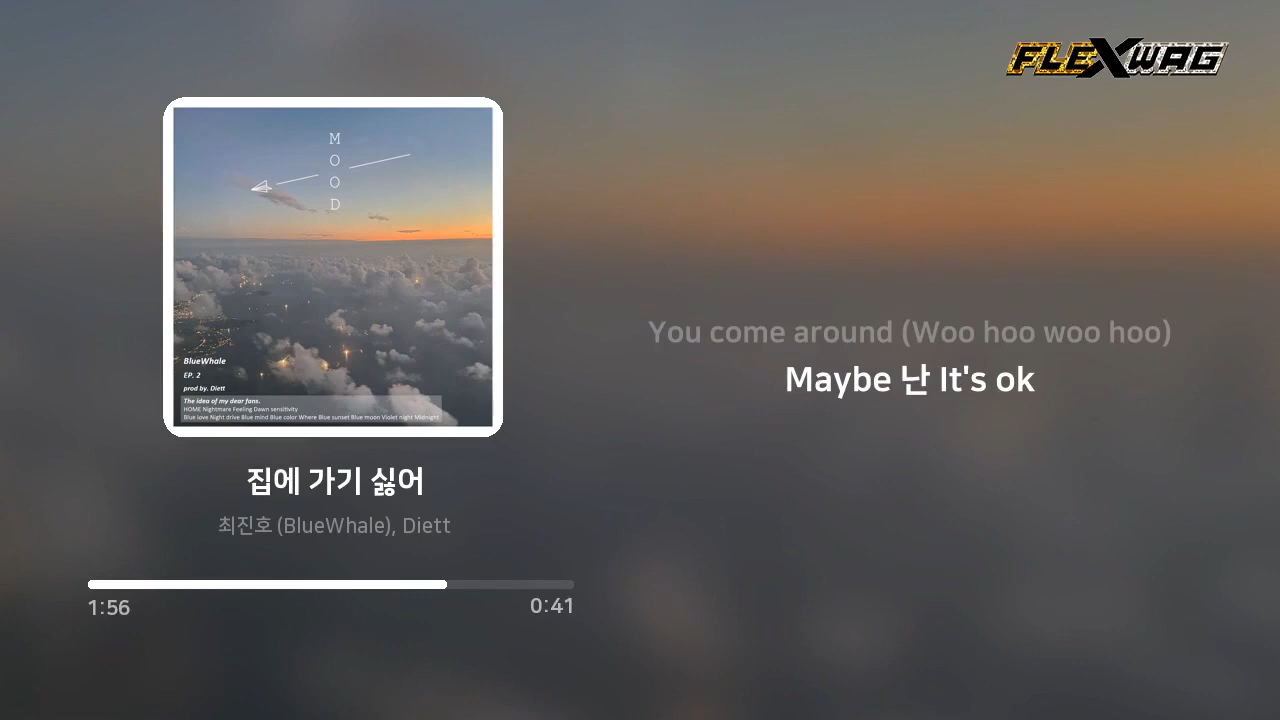 FLEXWAG
M
O
O
D
BlueWhale
EP. 2
prod by. Diett
The idea of my dear fans.
HOME Nightmare Feeling Dawn sensitivity
Blue love Night drive Blue mind Blue color Where Blue sunset Blue moon Violet night Midnight
집에 가기 싫어
최진호 (BlueWhale), Diett
1:56
0:41
You come around (Woo hoo woo hoo)
Maybe 난 It's ok